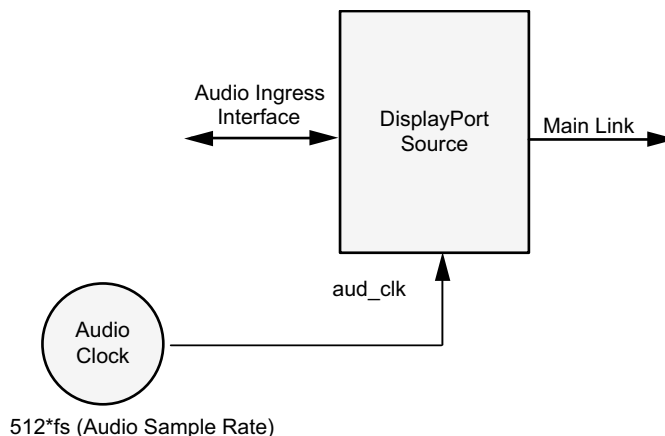 Audio Ingress
Interface
DisplayPort
Source
Main Link
aud_clk
Audio
Clock
512*fs (Audio Sample Rate)